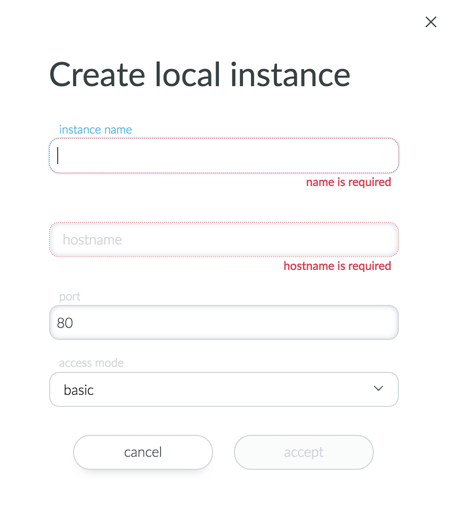 Create local instance
instance name
name is required
hostname
hostname is required
port
80
access mode
basic
cancel
accept